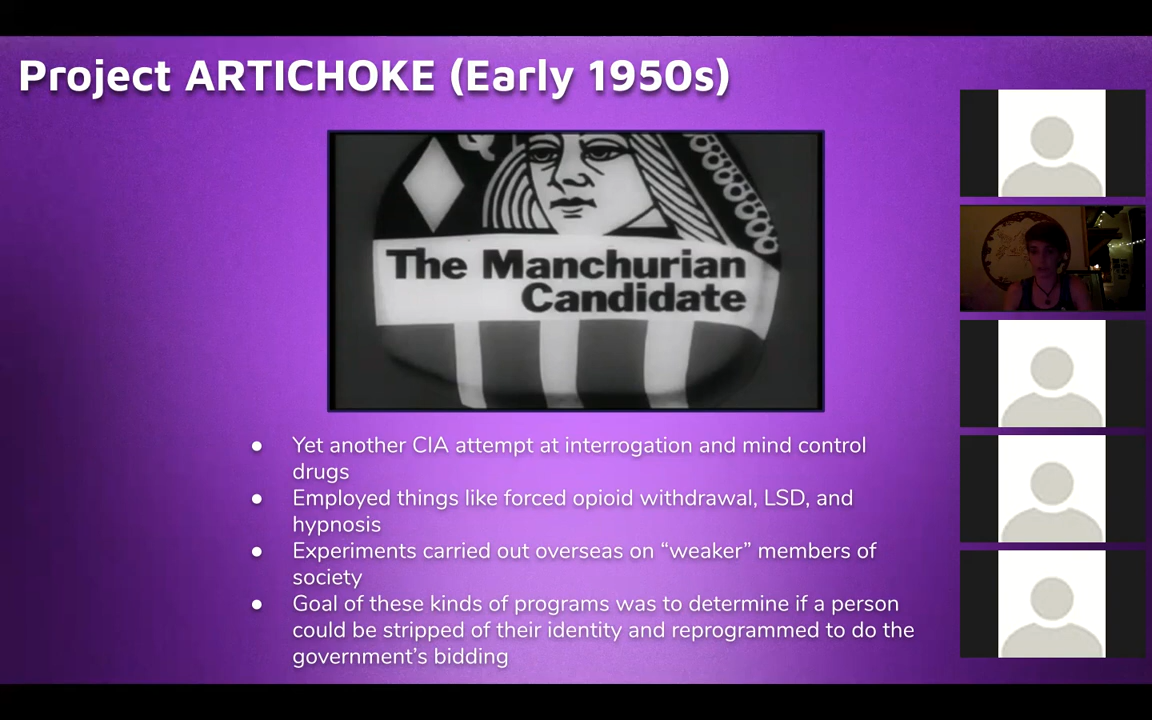 Project ARTICHOKE (Early 1950s)
Q
The Manchurian
Candidate
● Yet another CIA attempt at interrogation and mind control
drugs
● Employed things like forced opioid withdrawal, LSD, and
hypnosis
● Experiments carried out overseas on “weaker” members of
society
● Goal of these kinds of programs was to determine if a person
could be stripped of their identity and reprogrammed to do the
government’s bidding